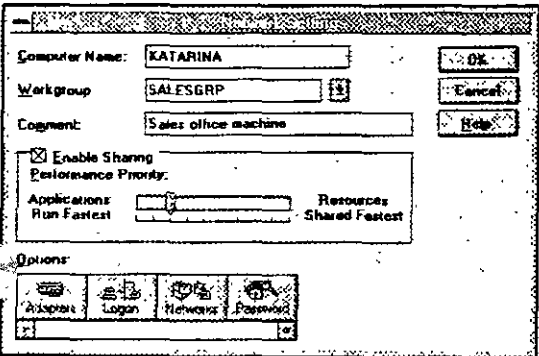 Computer Name: KATARINA
OK
Workgroup SALESGRP
Cancel
Comment: Sales office machine
Help
Enable Sharing
Performance Priority:
Applications Run Fastest
Resources Shared Fastest
Options:
Adapters Logon Networks Password